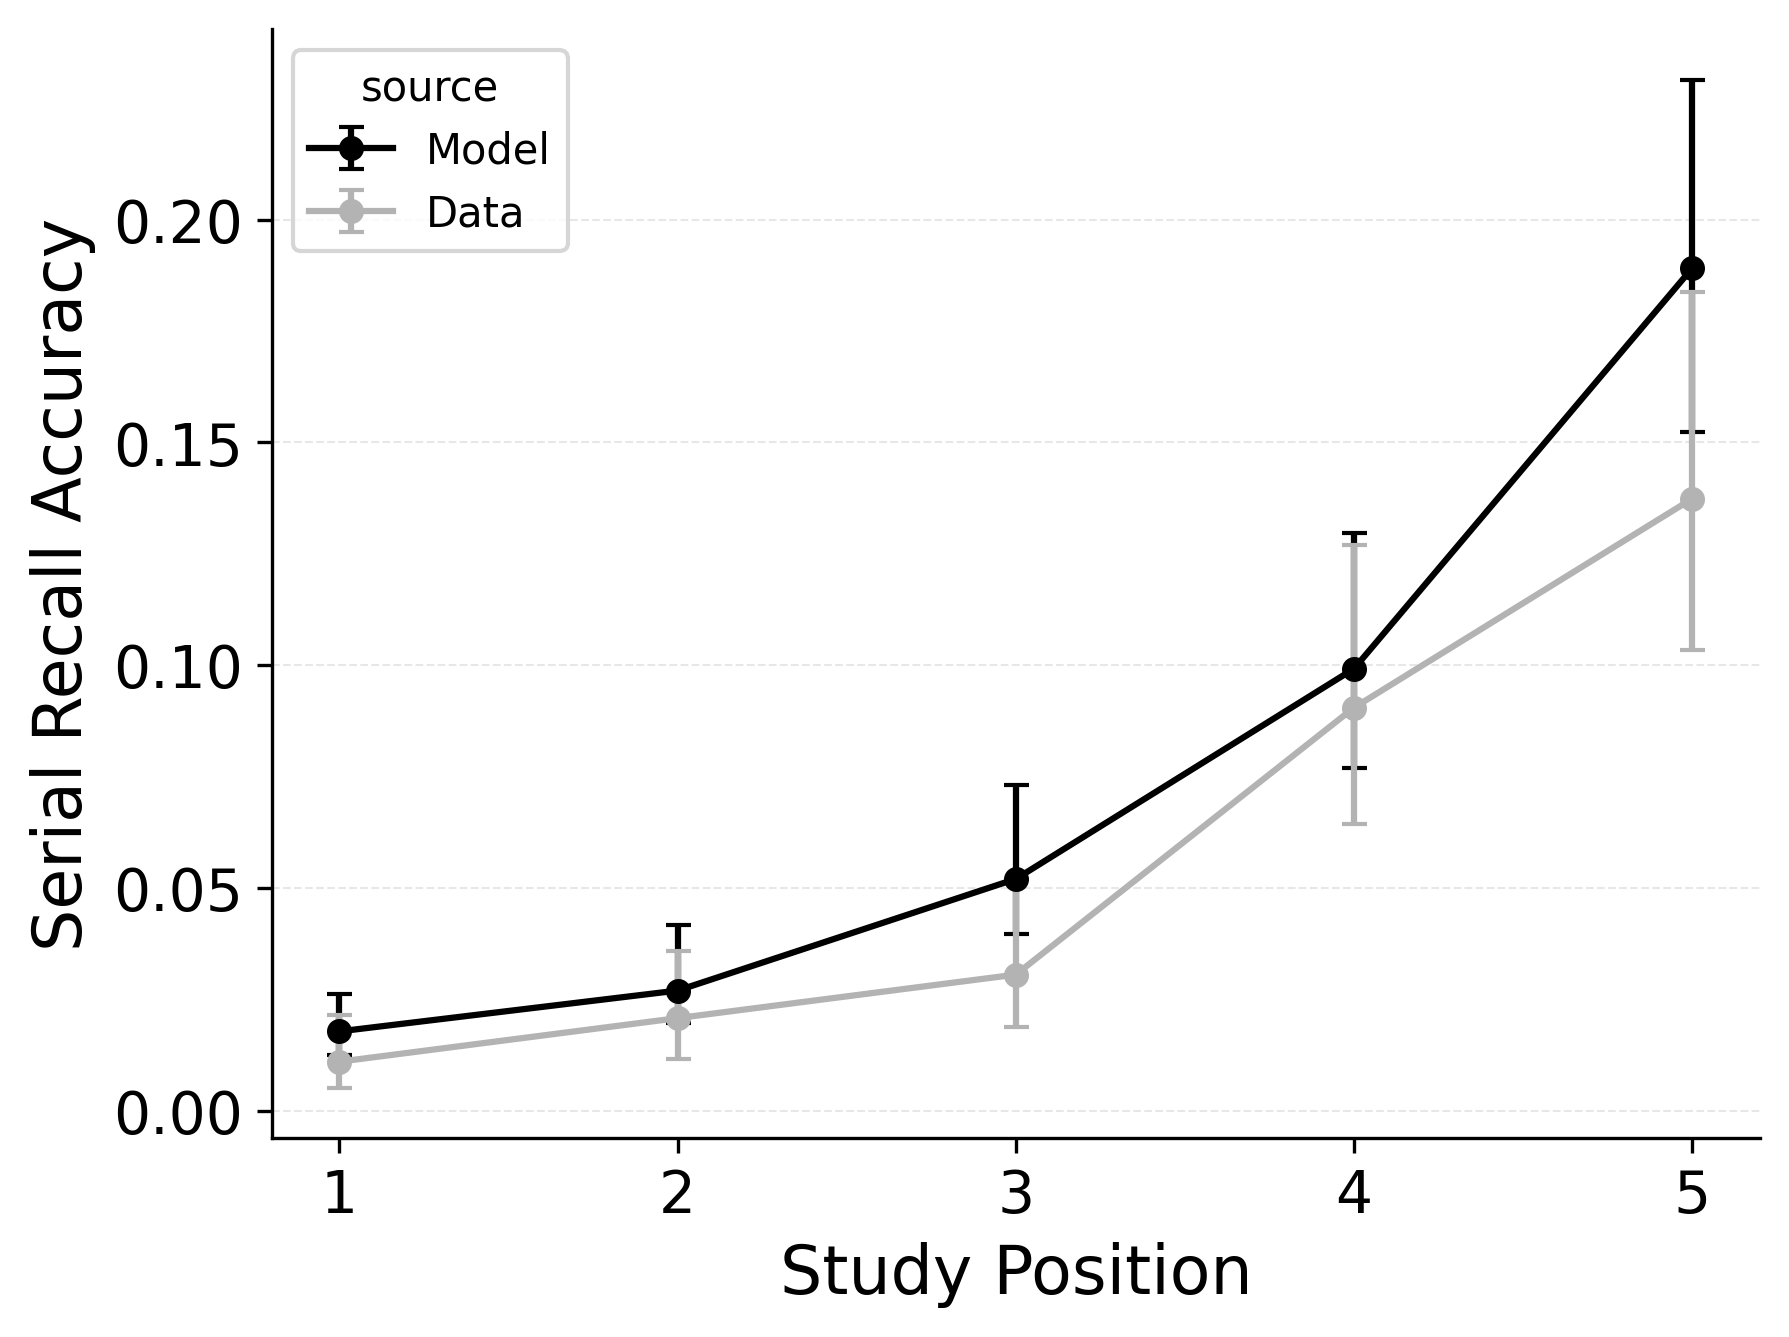 source
Model
Data
0.20
0.15
0.10
0.05
0.00
Serial Recall Accuracy
1 2 3 4 5
Study Position